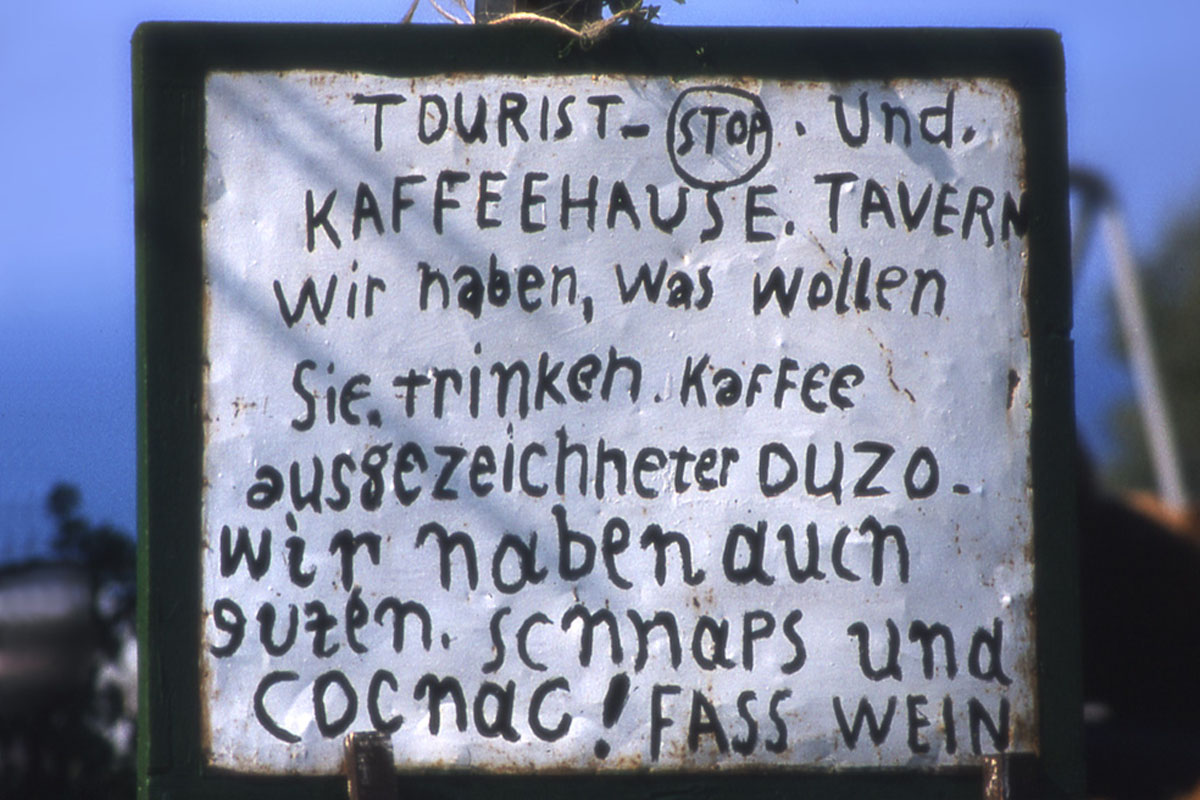 TOURIST- STOP. Und.
KAFFEEHAUSE. TAVERN
Wir haben, was wollen
Sie. trinken. Kaffee
ausgezeichneter OUZO-
wir haben auch
guten. schnaps und
COCnac! FASS WEIN